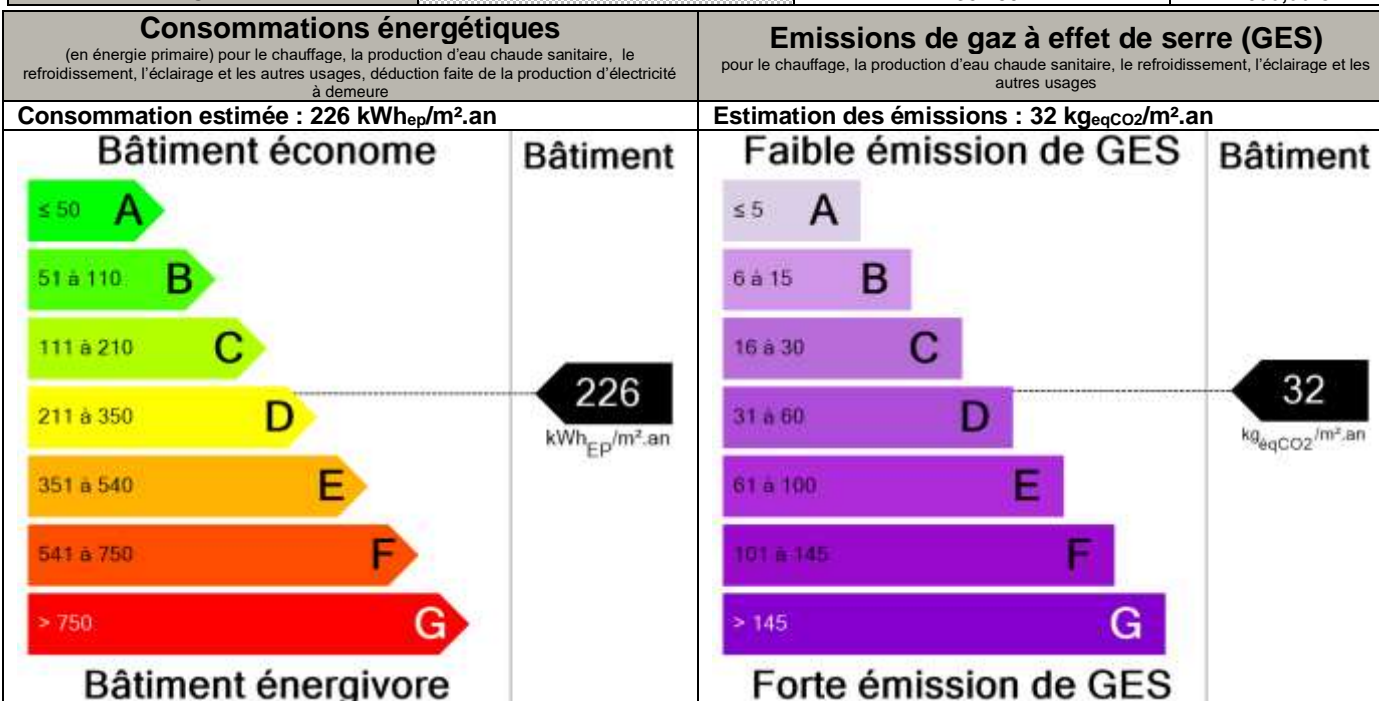 Consommations énergétiques
(en énergie primaire) pour le chauffage, la production d'eau chaude sanitaire, le
refroidissement, l'éclairage et les autres usages, déduction faite de la production d'électricité
à demeure
Consommation estimée : 226 kWhep/m².an
Bâtiment économe
Bâtiment
≤ 50 A
51 à 110 B
111 à 210 C
211 à 350 D
351 à 540 E
541 à 750 F
> 750 G
226
kWhEP/m².an
Bâtiment énergivore
Emissions de gaz à effet de serre (GES)
pour le chauffage, la production d'eau chaude sanitaire, le refroidissement, l'éclairage et les
autres usages
Estimation des émissions : 32 kgeqCO2/m².an
Faible émission de GES
Bâtiment
≤ 5 A
6 à 15 B
16 à 30 C
31 à 60 D
61 à 100 E
101 à 145 F
> 145 G
32
kgéqCO2/m².an
Forte émission de GES